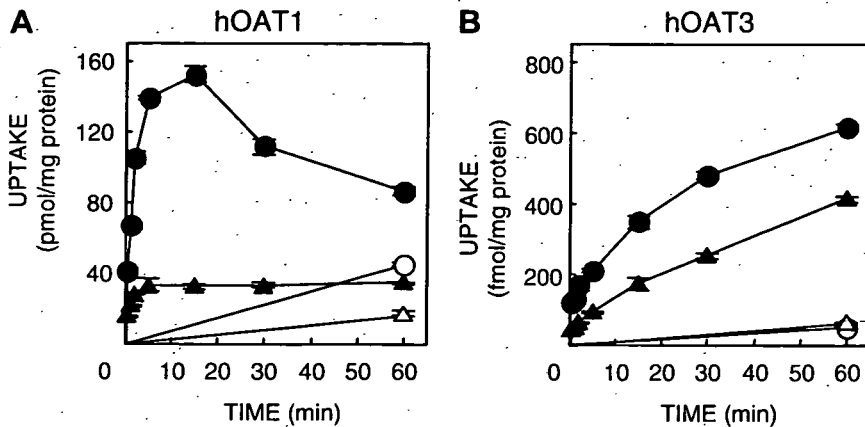 A hOAT1
UPTAKE
(pmol/mg protein)
160
120
80
40
0 10 20 30 40 50 60
TIME (min)
B hOAT3
UPTAKE
(fmol/mg protein)
800
600
400
200
0 10 20 30 40 50 60
TIME (min)